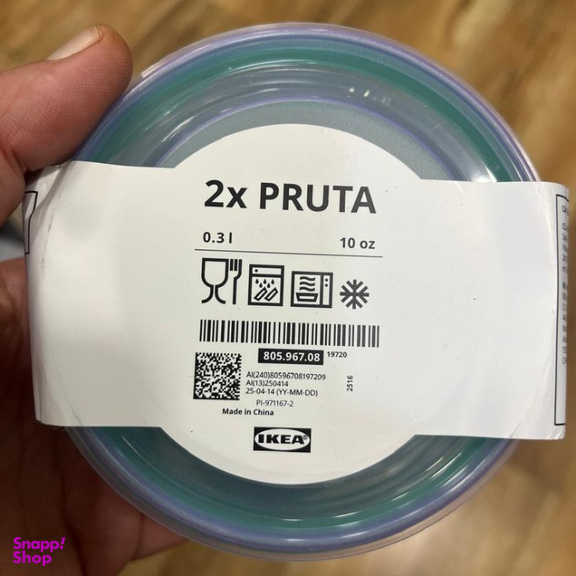 2x PRUTA
0.3 l 10 oz
805.967.08 19720
AI(240)80596708197209
AI(13)250414
25-04-14 (YY-MM-DD)
2516
PI-971167-2
Made in China
IKEA®
Snapp!
Shop